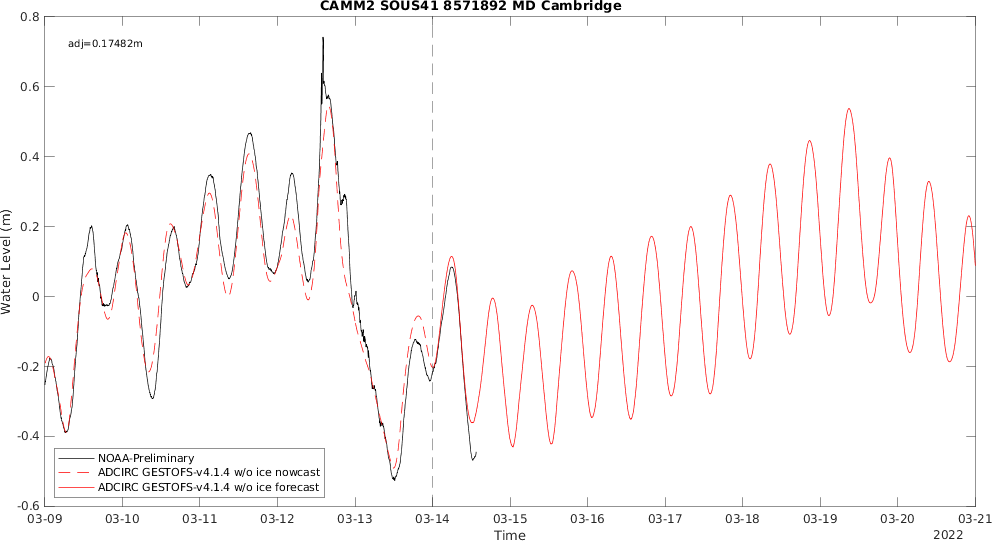 CAMM2 SOUS41 8571892 MD Cambridge
adj=0.17482m
Water Level (m)
0.8
0.6
0.4
0.2
0
-0.2
-0.4
-0.6
NOAA-Preliminary
ADCIRC GESTOFS-v4.1.4 w/o ice nowcast
ADCIRC GESTOFS-v4.1.4 w/o ice forecast
03-09 03-10 03-11 03-12 03-13 03-14 03-15 03-16 03-17 03-18 03-19 03-20 03-21
Time
2022